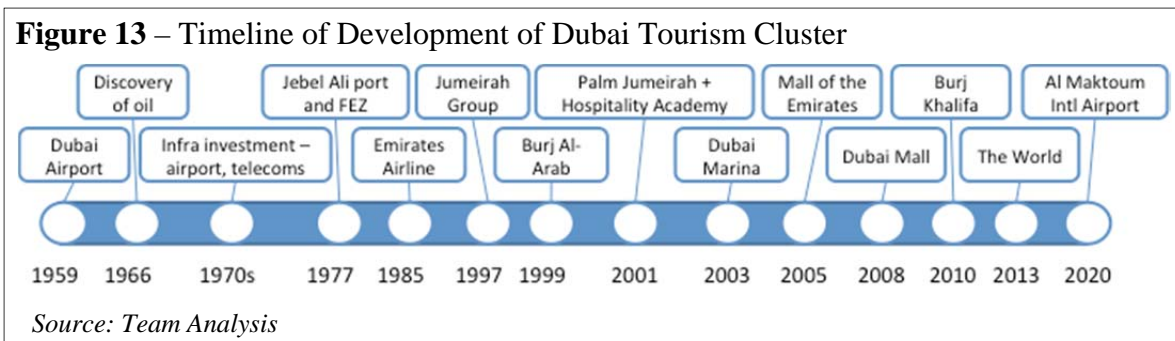 Figure 13 – Timeline of Development of Dubai Tourism Cluster
Discovery
of oil
Jebel Ali port
and FEZ
Jumeirah
Group
Palm Jumeirah +
Hospitality Academy
Mall of the
Emirates
Burj
Khalifa
Al Maktoum
Intl Airport
Dubai
Airport
Infra investment –
airport, telecoms
Emirates
Airline
Burj Al-
Arab
Dubai
Marina
Dubai Mall
The World
1959 1966 1970s 1977 1985 1997 1999 2001 2003 2005 2008 2010 2013 2020
Source: Team Analysis